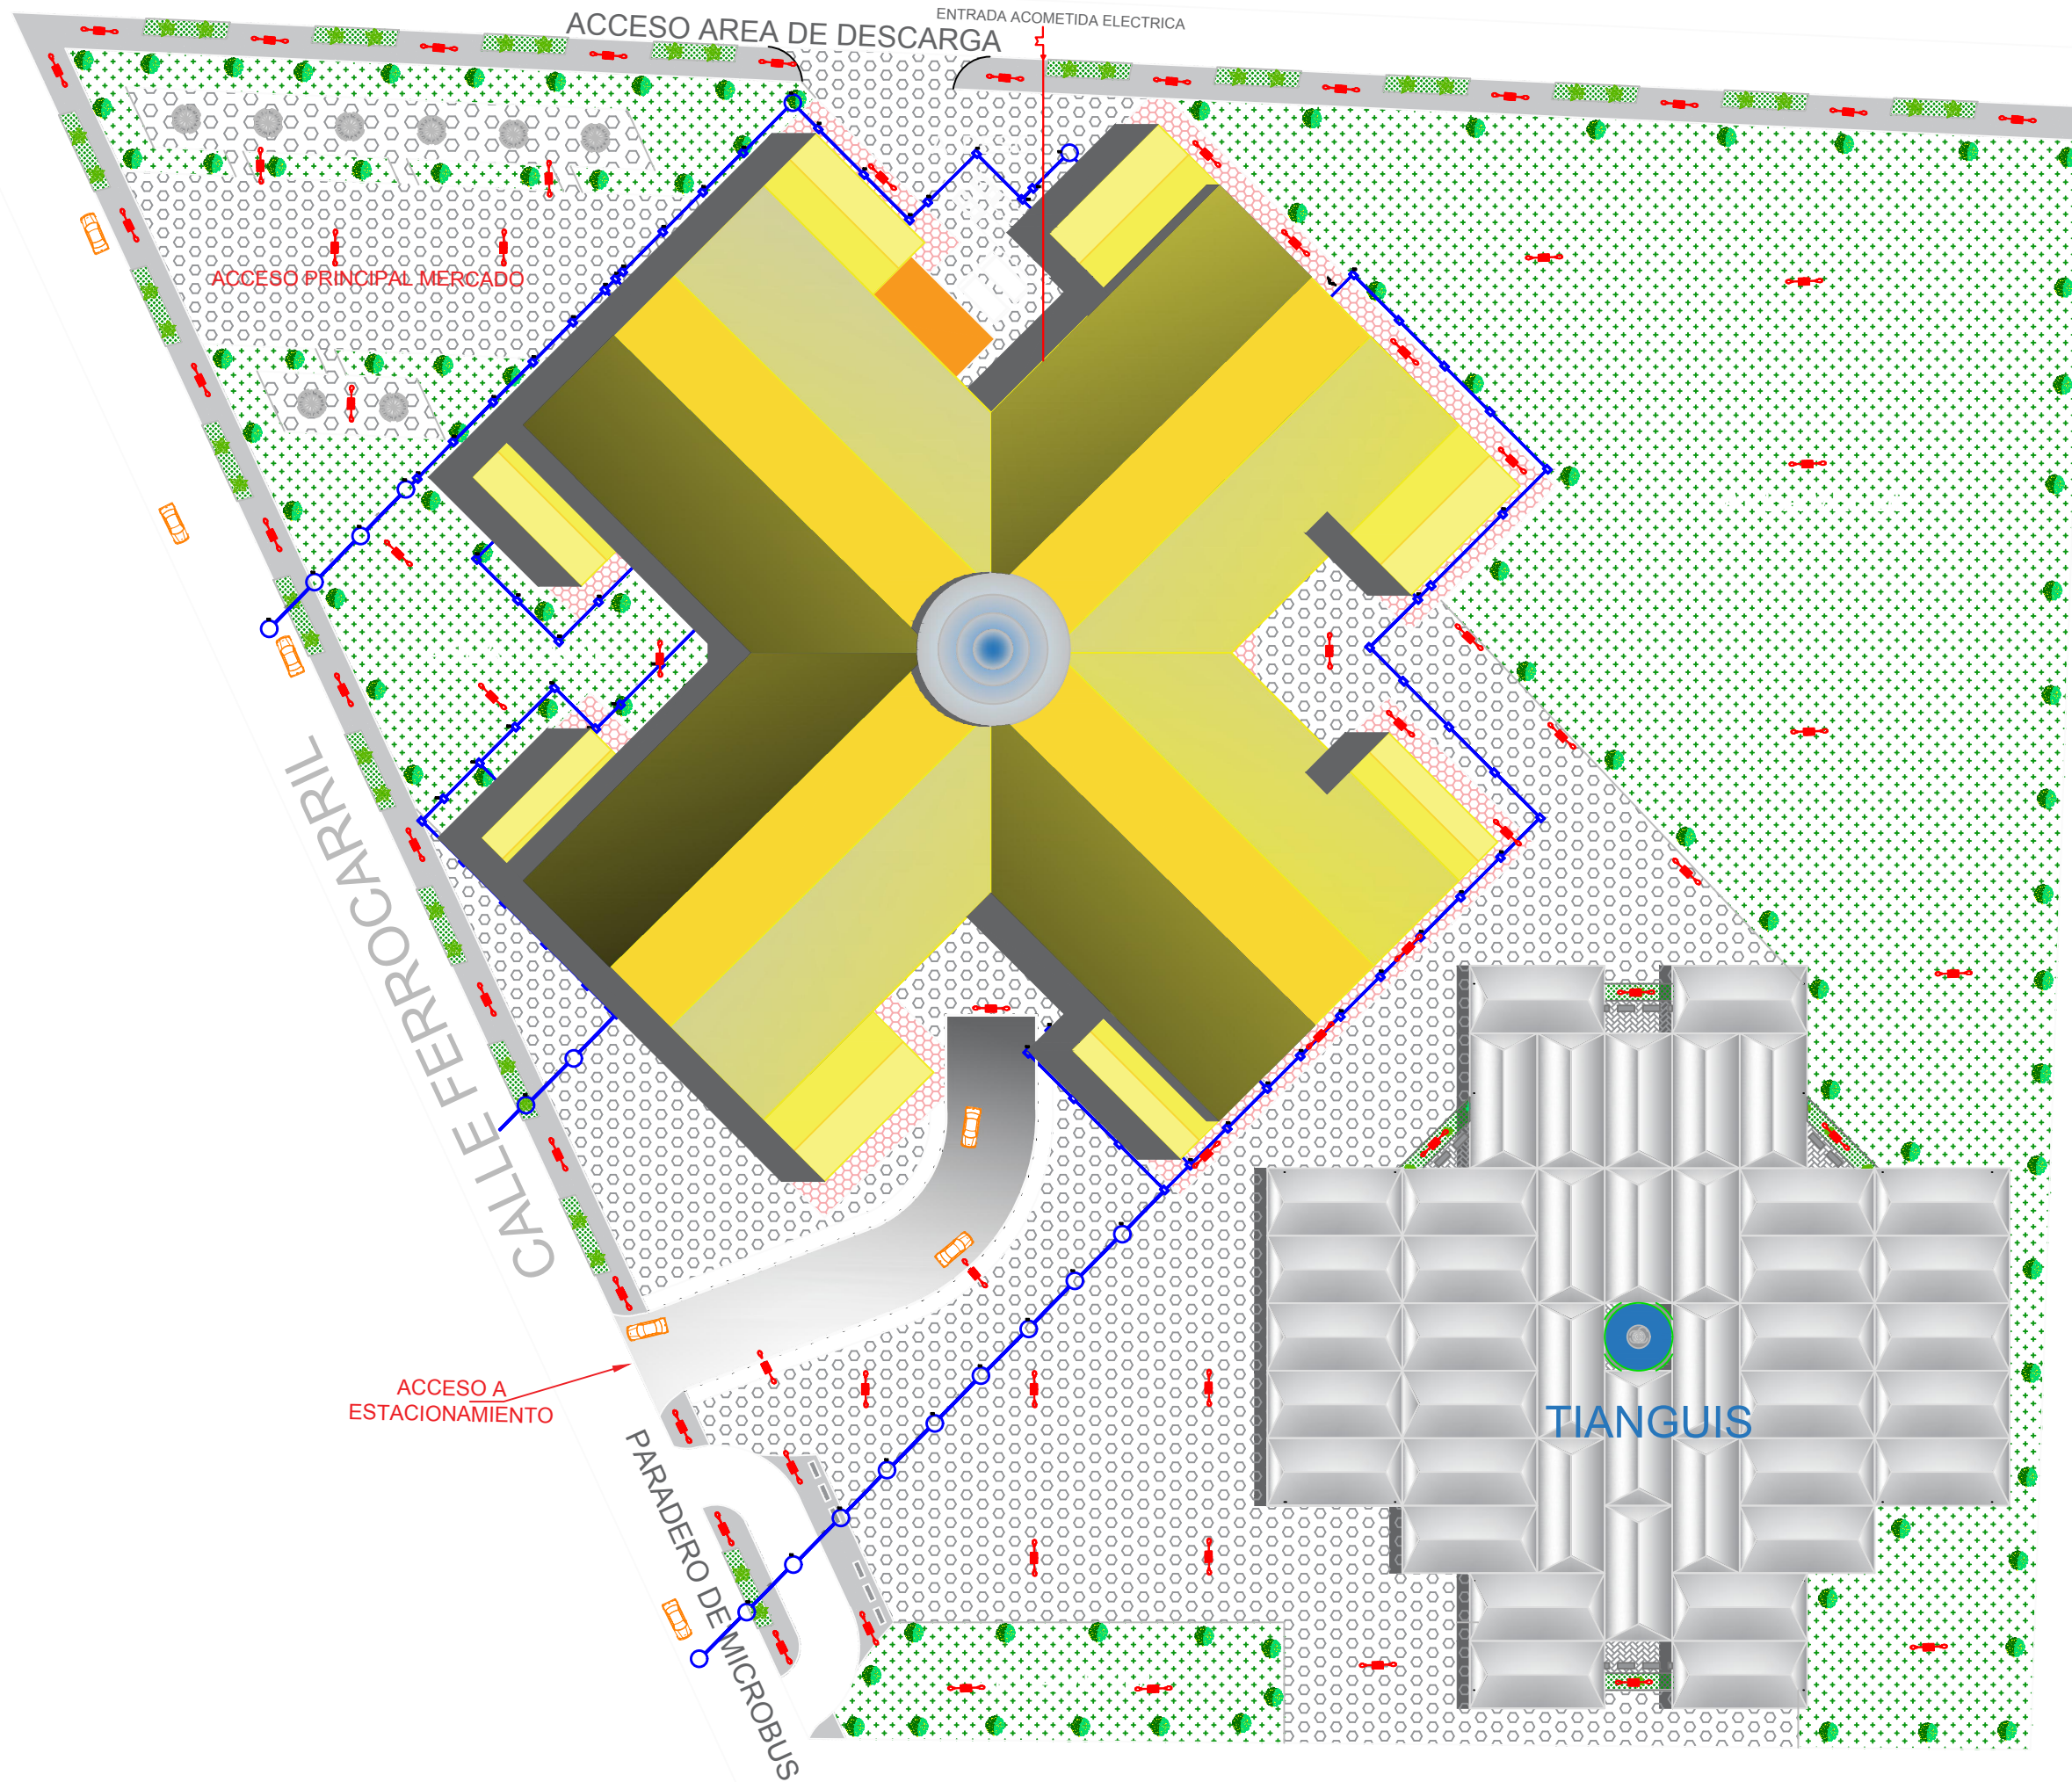 ACCESO AREA DE DESCARGA
ENTRADA ACOMETIDA ELECTRICA
ACCESO PRINCIPAL MERCADO
CALLE FERROCARRIL
ACCESO A
ESTACIONAMIENTO
PARADERO DE MICROBUS
TIANGUIS